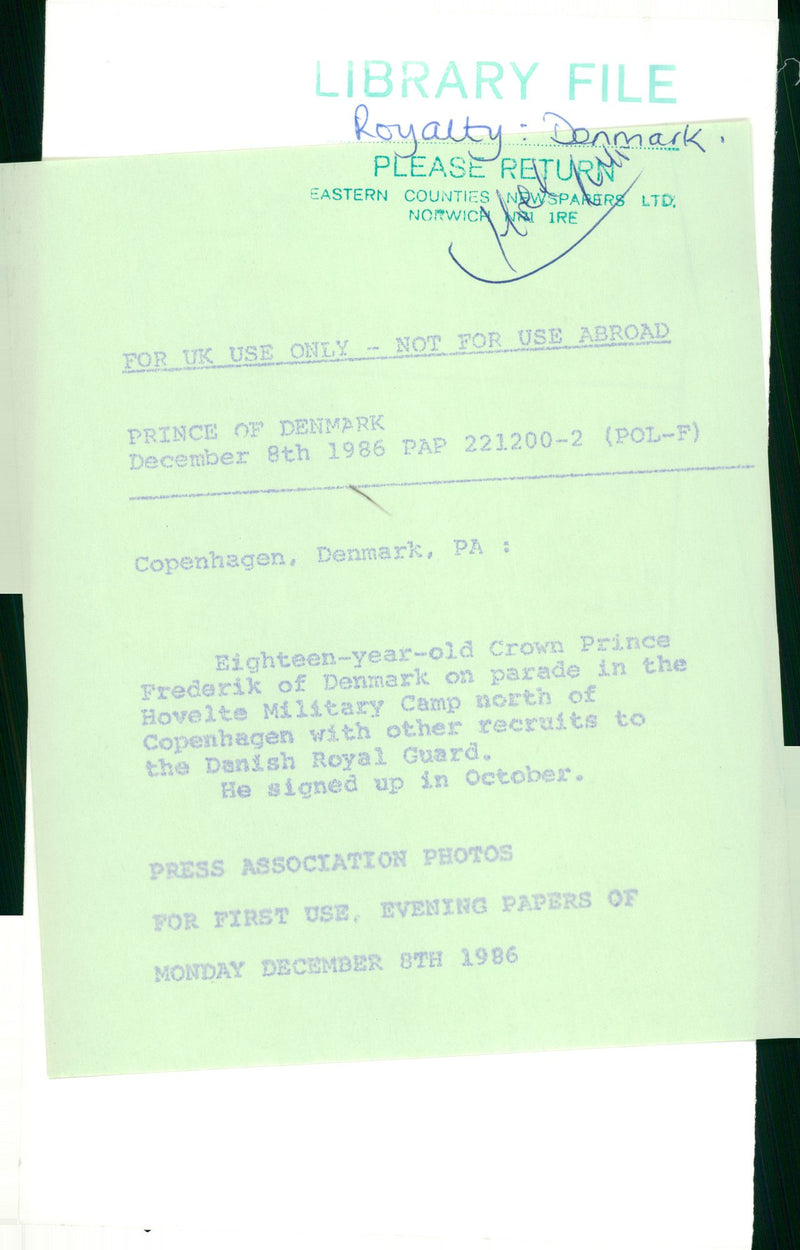 LIBRARY FILE
Royalty: Denmark.
PLEASE RETURN
EASTERN COUNTIES NEWSPAPERS LTD.
NORWICH NR1 1RE
FOR UK USE ONLY - NOT FOR USE ABROAD
PRINCE OF DENMARK
December 8th 1986 PAP 221200-2 (POL-F)
Copenhagen, Denmark, PA :
Eighteen-year-old Crown Prince
Frederik of Denmark on parade in the
Hovelte Military Camp north of
Copenhagen with other recruits to
the Danish Royal Guard.
He signed up in October.
PRESS ASSOCIATION PHOTOS
FOR FIRST USE, EVENING PAPERS OF
MONDAY DECEMBER 8TH 1986